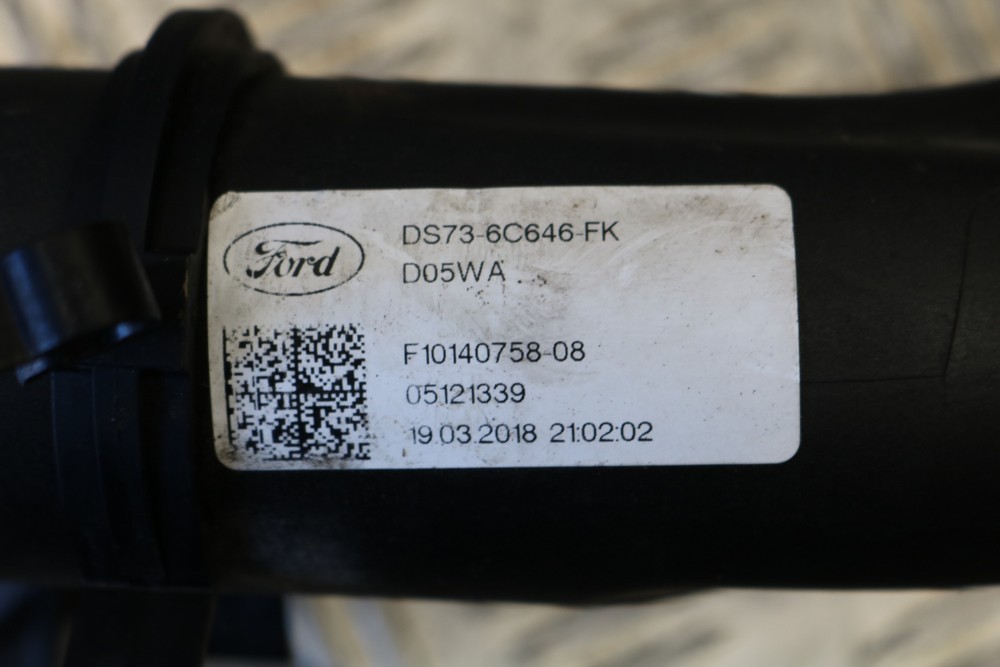 Ford
DS73-6C646-FK
D05WA
F10140758-08
05121339
19.03.2018 21:02:02